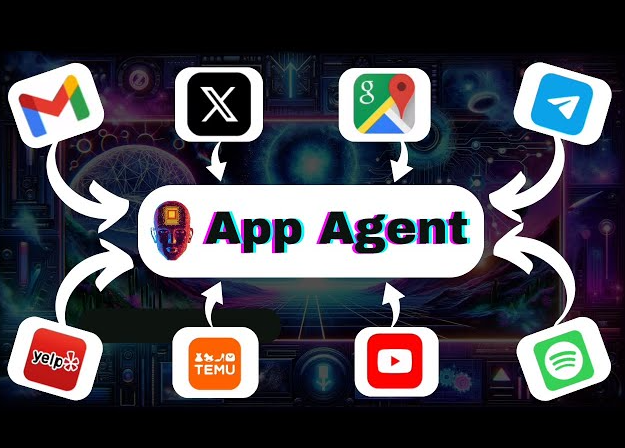 X
g
App Agent
yelp
TEMU